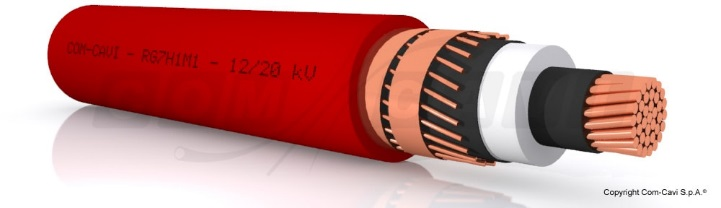 COM-CAVI - RG7H1M1 - 12/20 kV
Copyright Com-Cavi S.p.A.®